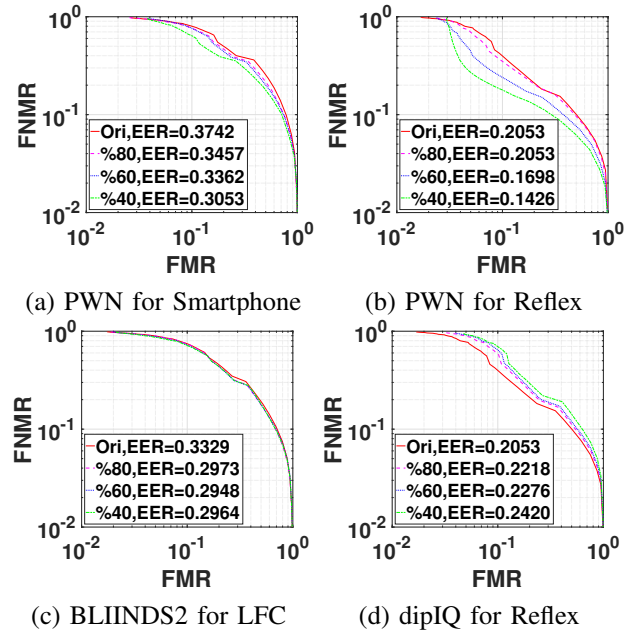 FNMR
10^0
10^-1
10^-2
Ori,EER=0.3742
%80,EER=0.3457
%60,EER=0.3362
%40,EER=0.3053
10^-2 10^-1 10^0
FMR
(a) PWN for Smartphone
FNMR
10^0
10^-1
10^-2
Ori,EER=0.2053
%80,EER=0.2053
%60,EER=0.1698
%40,EER=0.1426
10^-2 10^-1 10^0
FMR
(b) PWN for Reflex
FNMR
10^0
10^-1
10^-2
Ori,EER=0.3329
%80,EER=0.2973
%60,EER=0.2948
%40,EER=0.2964
10^-2 10^-1 10^0
FMR
(c) BLIINDS2 for LFC
FNMR
10^0
10^-1
10^-2
Ori,EER=0.2053
%80,EER=0.2218
%60,EER=0.2276
%40,EER=0.2420
10^-2 10^-1 10^0
FMR
(d) dipIQ for Reflex